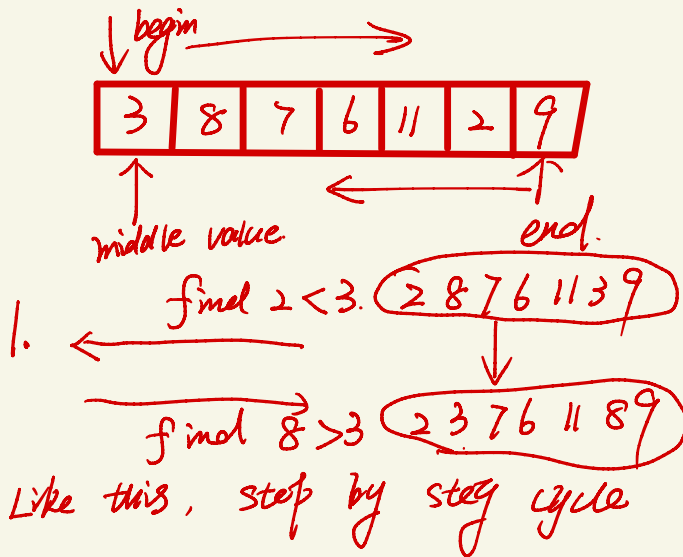 begin
3 8 7 6 11 2 9
middle value
end.
find 2 < 3. 2 8 7 6 11 3 9
1.
find 8 > 3 2 3 7 6 11 8 9
Like this, step by steg cycle